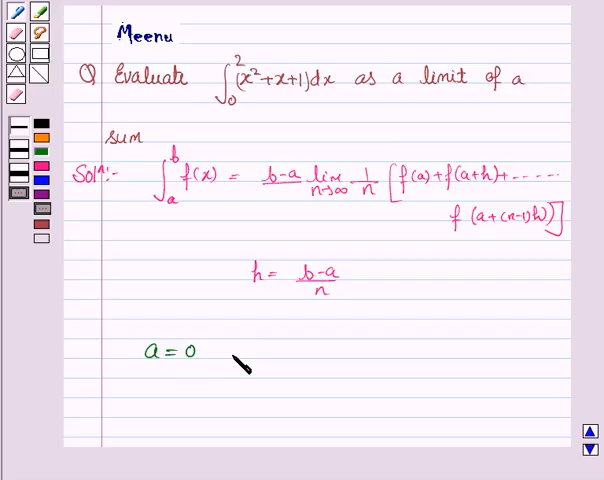 Meenu
Q Evaluate ∫₀² (x²+x+1)dx as a limit of a
sum
Solⁿ:- ∫ₐᵇ f(x) = b-a lim n→∞ 1/n [f(a)+f(a+h)+------
f(a+(n-1)h)]
h = b-a/n
a = 0